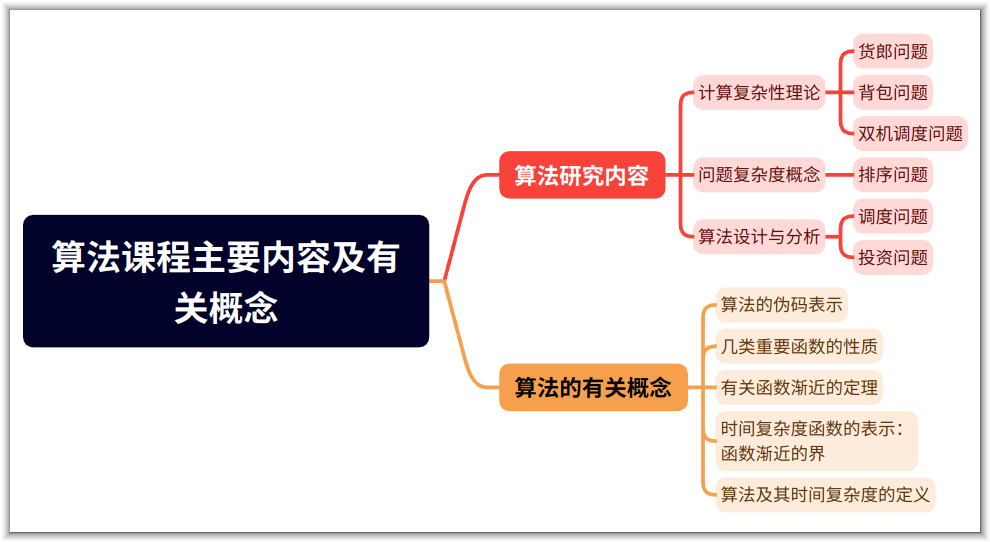 算法课程主要内容及有
关概念
算法研究内容
计算复杂性理论
货郎问题
背包问题
双机调度问题
问题复杂度概念
排序问题
算法设计与分析
调度问题
投资问题
算法的有关概念
算法的伪码表示
几类重要函数的性质
有关函数渐近的定理
时间复杂度函数的表示：
函数渐近的界
算法及其时间复杂度的定义